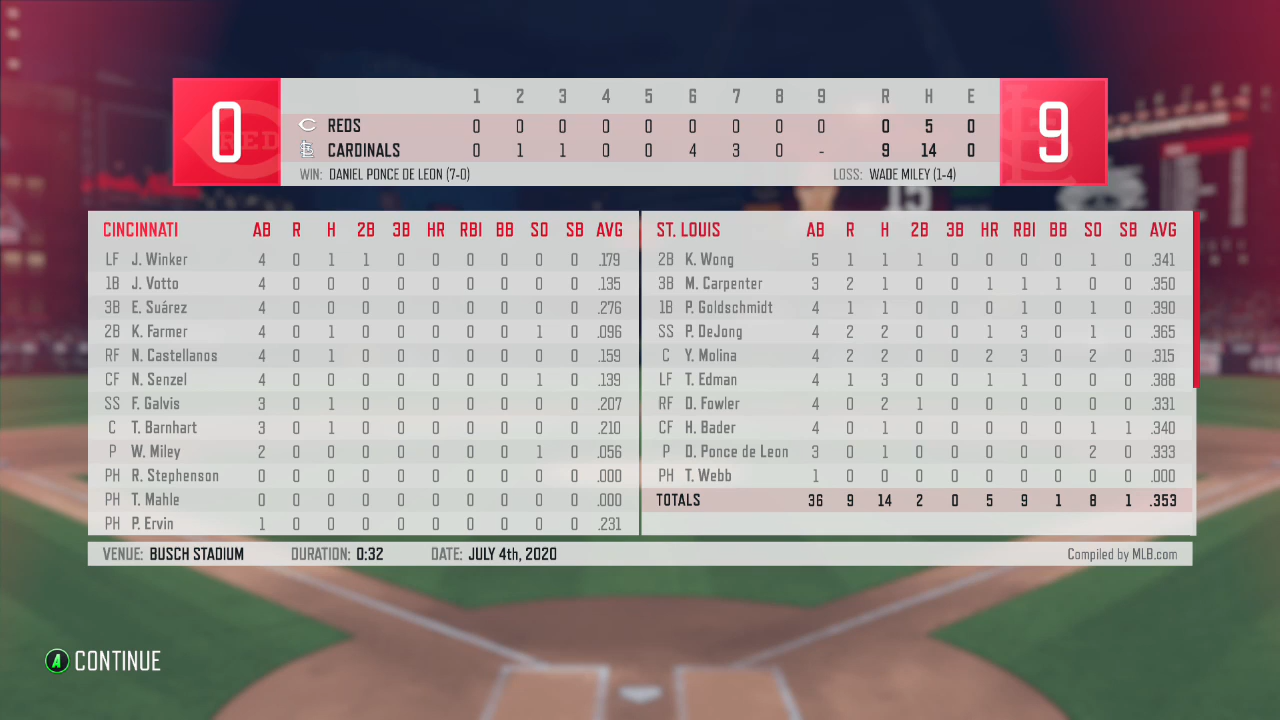 1 2 3 4 5 6 7 8 9 R H E
0 REDS 0 0 0 0 0 0 0 0 0 0 5 0 9
CARDINALS 0 1 1 0 0 4 3 0 - 9 14 0
WIN: DANIEL PONCE DE LEON (7-0) LOSS: WADE MILEY (1-4)
CINCINNATI AB R H 2B 3B HR RBI BB SO SB AVG
LF J. Winker 4 0 1 1 0 0 0 0 0 0 .179
1B J. Votto 4 0 0 0 0 0 0 0 0 0 .135
3B E. Suárez 4 0 0 0 0 0 0 0 0 0 .276
2B K. Farmer 4 0 1 0 0 0 0 0 1 0 .096
RF N. Castellanos 4 0 1 0 0 0 0 0 0 0 .159
CF N. Senzel 4 0 0 0 0 0 0 0 1 0 .139
SS F. Galvis 3 0 1 0 0 0 0 0 0 0 .207
C T. Barnhart 3 0 1 0 0 0 0 0 0 0 .210
P W. Miley 2 0 0 0 0 0 0 0 1 0 .056
PH R. Stephenson 0 0 0 0 0 0 0 0 0 0 .000
PH T. Mahle 0 0 0 0 0 0 0 0 0 0 .000
PH P. Ervin 1 0 0 0 0 0 0 0 0 0 .231
ST. LOUIS AB R H 2B 3B HR RBI BB SO SB AVG
2B K. Wong 5 1 1 1 0 0 0 0 1 0 .341
3B M. Carpenter 3 2 1 0 0 1 1 1 0 0 .350
1B P. Goldschmidt 4 1 1 0 0 0 1 0 1 0 .390
SS P. DeJong 4 2 2 0 0 1 3 0 1 0 .365
C Y. Molina 4 2 2 0 0 2 3 0 2 0 .315
LF T. Edman 4 1 3 0 0 1 1 0 0 0 .388
RF D. Fowler 4 0 2 1 0 0 0 0 0 0 .331
CF H. Bader 4 0 1 0 0 0 0 0 1 1 .340
P D. Ponce de Leon 3 0 1 0 0 0 0 0 2 0 .333
PH T. Webb 1 0 0 0 0 0 0 0 0 0 .000
TOTALS 36 9 14 2 0 5 9 1 8 1 .353
VENUE: BUSCH STADIUM DURATION: 0:32 DATE: JULY 4th, 2020 Compiled by MLB.com
A CONTINUE